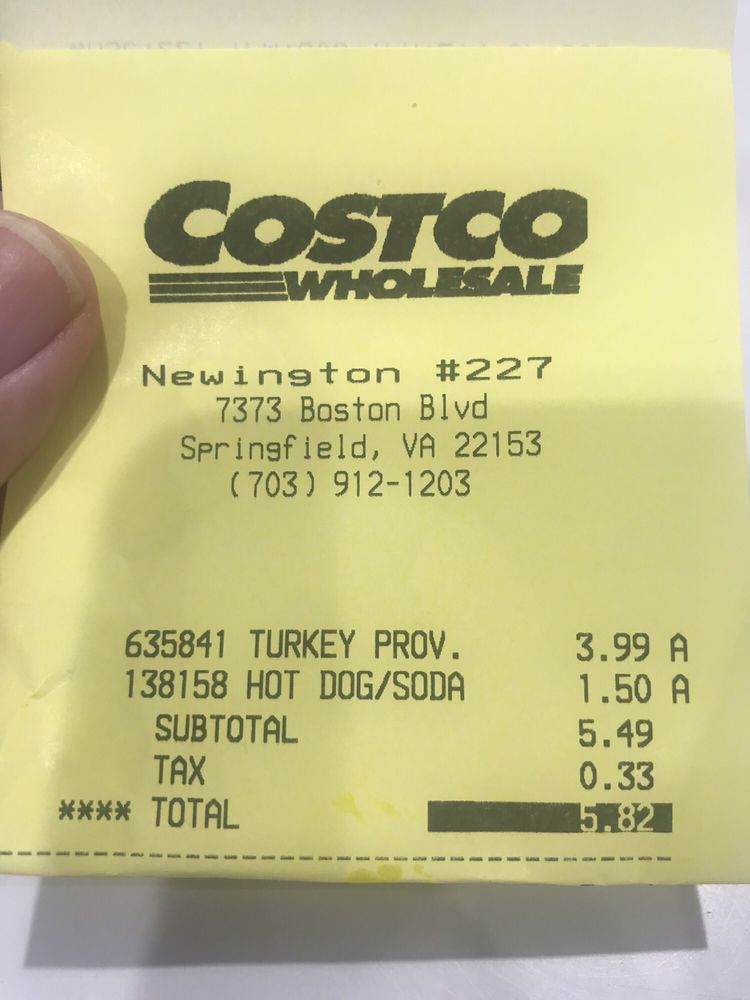 COSTCO
WHOLESALE
Newington #227
7373 Boston Blvd
Springfield, VA 22153
(703) 912-1203
635841 TURKEY PROV. 3.99 A
138158 HOT DOG/SODA 1.50 A
SUBTOTAL 5.49
TAX 0.33
**** TOTAL 5.82